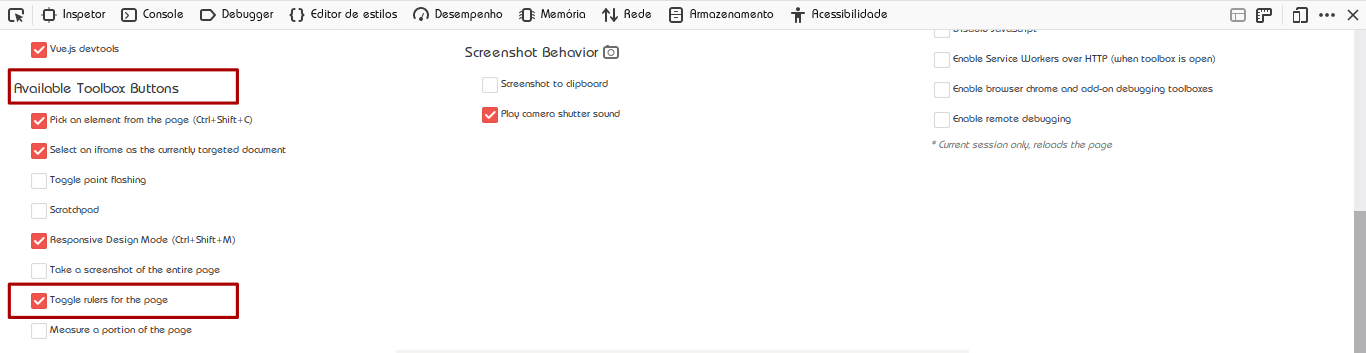 Inspetor Console Debugger Editor de estilos Desempenho Memória Rede Armazenamento Acessibilidade
Vue.js devtools
Available Toolbox Buttons
Pick an element from the page (Ctrl+Shift+C)
Select an iframe as the currently targeted document
Toggle paint flashing
Scratchpad
Responsive Design Mode (Ctrl+Shift+M)
Take a screenshot of the entire page
Toggle rulers for the page
Measure a portion of the page
Screenshot Behavior
Screenshot to clipboard
Play camera shutter sound
Disable JavaScript
Enable Service Workers over HTTP (when toolbox is open)
Enable browser chrome and add-on debugging toolboxes
Enable remote debugging
* Current session only, reloads the page